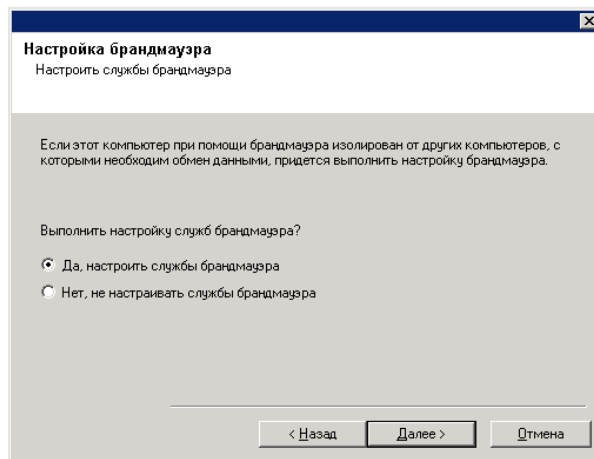 Настройка брандмауэра
Настроить службы брандмауэра
Если этот компьютер при помощи брандмауэра изолирован от других компьютеров, с
которыми необходим обмен данными, придется выполнить настройку брандмауэра.
Выполнить настройку служб брандмауэра?
Да, настроить службы брандмауэра
Нет, не настраивать службы брандмауэра
< Назад Далее > Отмена